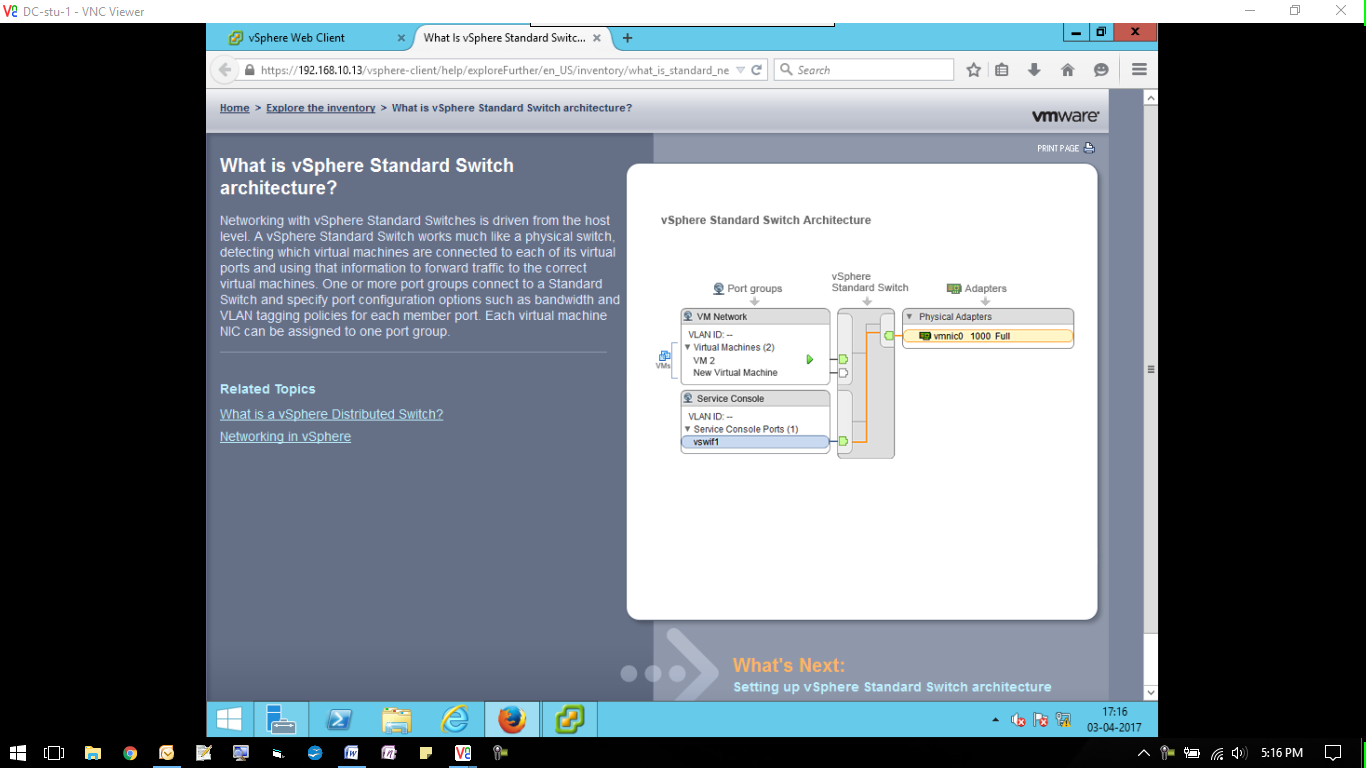 DC-stu-1 - VNC Viewer
vSphere Web Client
What Is vSphere Standard Switc...
https://192.168.10.13/vsphere-client/help/exploreFurther/en_US/inventory/what_is_standard_ne
Search
Home > Explore the inventory > What is vSphere Standard Switch architecture?
vmware
PRINT PAGE
What is vSphere Standard Switch
architecture?
Networking with vSphere Standard Switches is driven from the host
level. A vSphere Standard Switch works much like a physical switch,
detecting which virtual machines are connected to each of its virtual
ports and using that information to forward traffic to the correct
virtual machines. One or more port groups connect to a Standard
Switch and specify port configuration options such as bandwidth and
VLAN tagging policies for each member port. Each virtual machine
NIC can be assigned to one port group.
Related Topics
What is a vSphere Distributed Switch?
Networking in vSphere
vSphere Standard Switch Architecture
Port groups
vSphere
Standard Switch
Adapters
VM Network
VLAN ID: --
Virtual Machines (2)
VM 2
New Virtual Machine
VMs
Service Console
VLAN ID: --
Service Console Ports (1)
vswif1
Physical Adapters
vmnic0 1000 Full
What's Next:
Setting up vSphere Standard Switch architecture
17:16
03-04-2017
5:16 PM